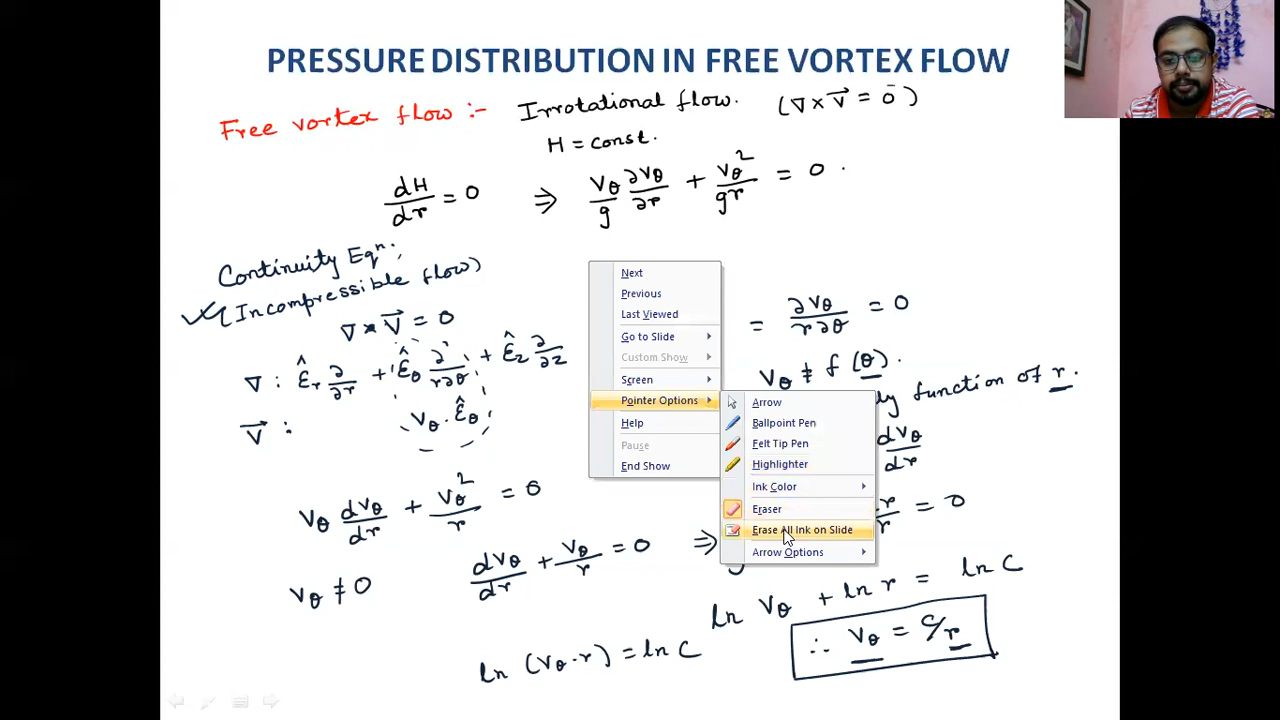 PRESSURE DISTRIBUTION IN FREE VORTEX FLOW
Free vortex flow :- Irrotational flow. (∇ × V⃗ = 0̄)
H = const.
dH/dr = 0 ⇒ Vθ/g ∂Vθ/∂r + Vθ²/gr = 0
Continuity Eqⁿ:
(Incompressible flow)
∇ • V⃗ = 0
∇ : ε̂r ∂/∂r + ε̂θ ∂/r∂θ + ε̂z ∂/∂z
V⃗ : Vθ · ε̂θ
= ∂Vθ/r∂θ = 0
Vθ ≠ f (θ).
function of r.
dVθ/dr
Vθ dVθ/dr + Vθ²/r = 0
Vθ ≠ 0
dVθ/dr + Vθ/r = 0 ⇒
r = 0
ln Vθ + ln r = ln C
ln (Vθ·r) = ln C
∴ Vθ = C/r
Next
Previous
Last Viewed
Go to Slide
Custom Show
Screen
Pointer Options
Help
Pause
End Show
Arrow
Ballpoint Pen
Felt Tip Pen
Highlighter
Ink Color
Eraser
Erase All Ink on Slide
Arrow Options